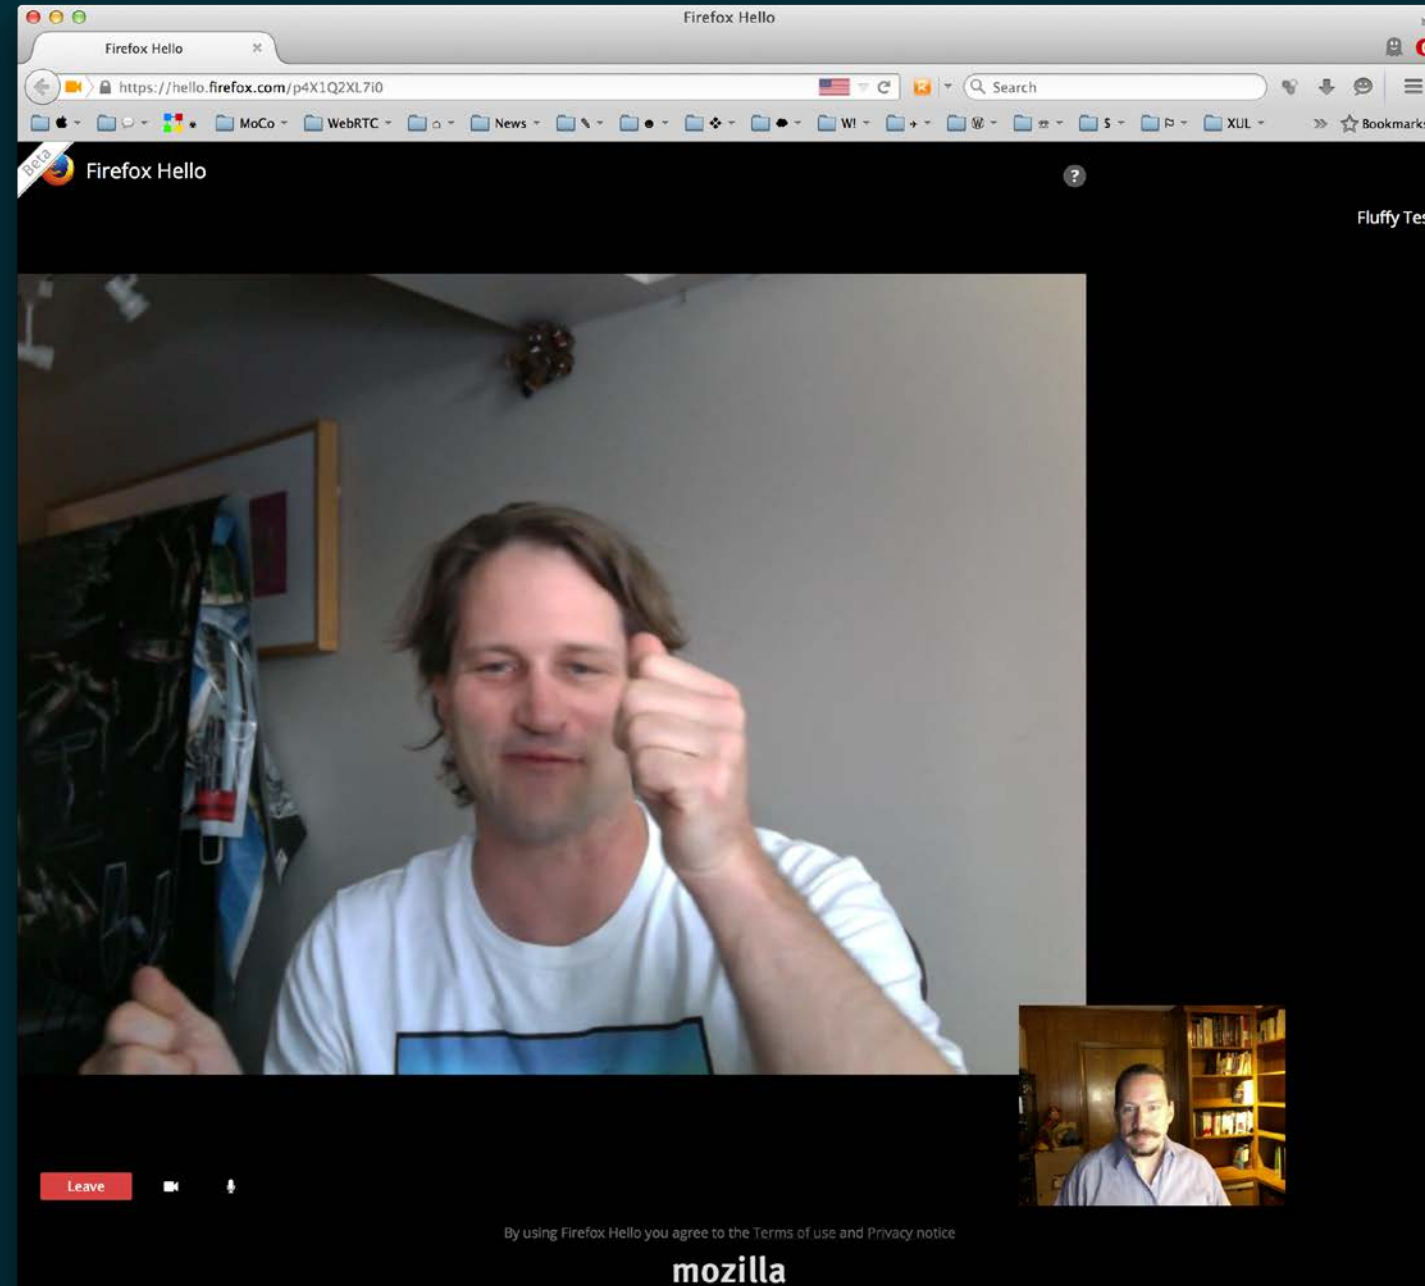 Firefox Hello
Firefox Hello
https://hello.firefox.com/p4X1Q2XL7i0
Search
MoCo
WebRTC
News
W!
S
XUL
Bookmarks
Beta
Firefox Hello
?
Fluffy Tes
Leave
By using Firefox Hello you agree to the Terms of use and Privacy notice
mozilla